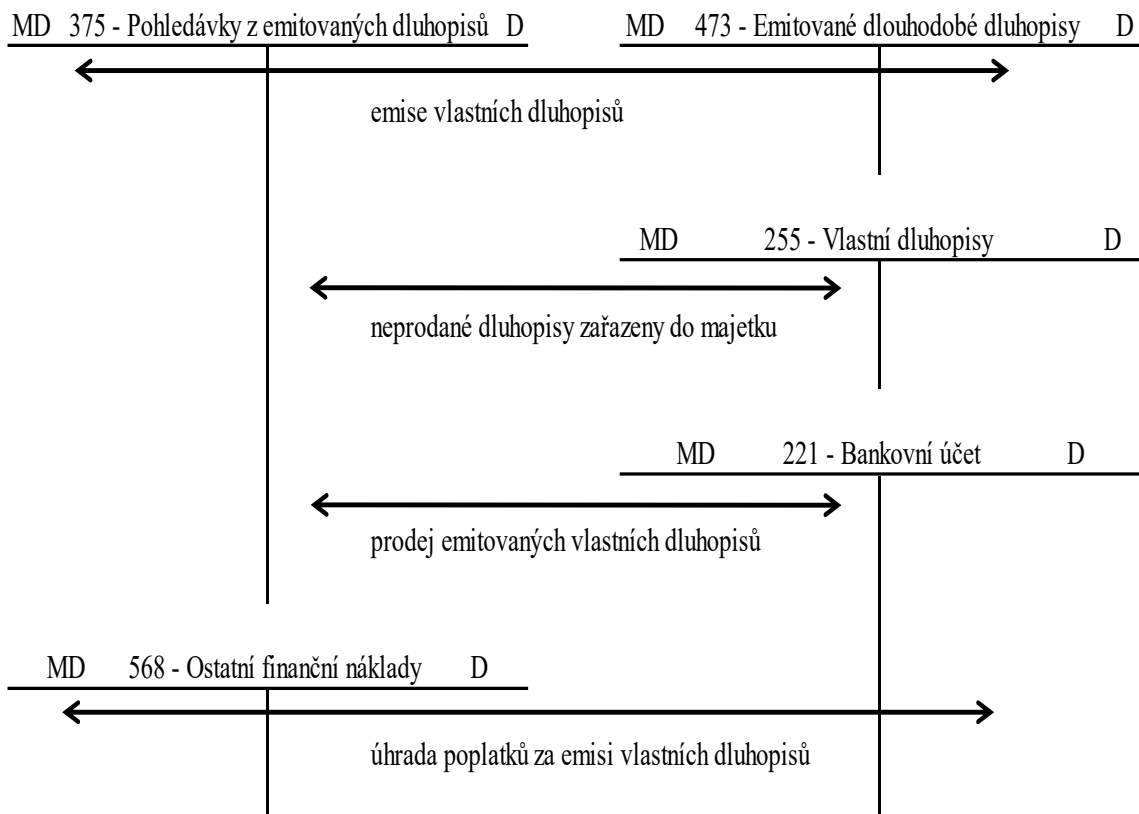 MD 375 - Pohledávky z emitovaných dluhopisů D
MD 473 - Emitované dlouhodobé dluhopisy D
emise vlastních dluhopisů
MD 255 - Vlastní dluhopisy D
neprodané dluhopisy zařazeny do majetku
MD 221 - Bankovní účet D
prodej emitovaných vlastních dluhopisů
MD 568 - Ostatní finanční náklady D
úhrada poplatků za emisi vlastních dluhopisů